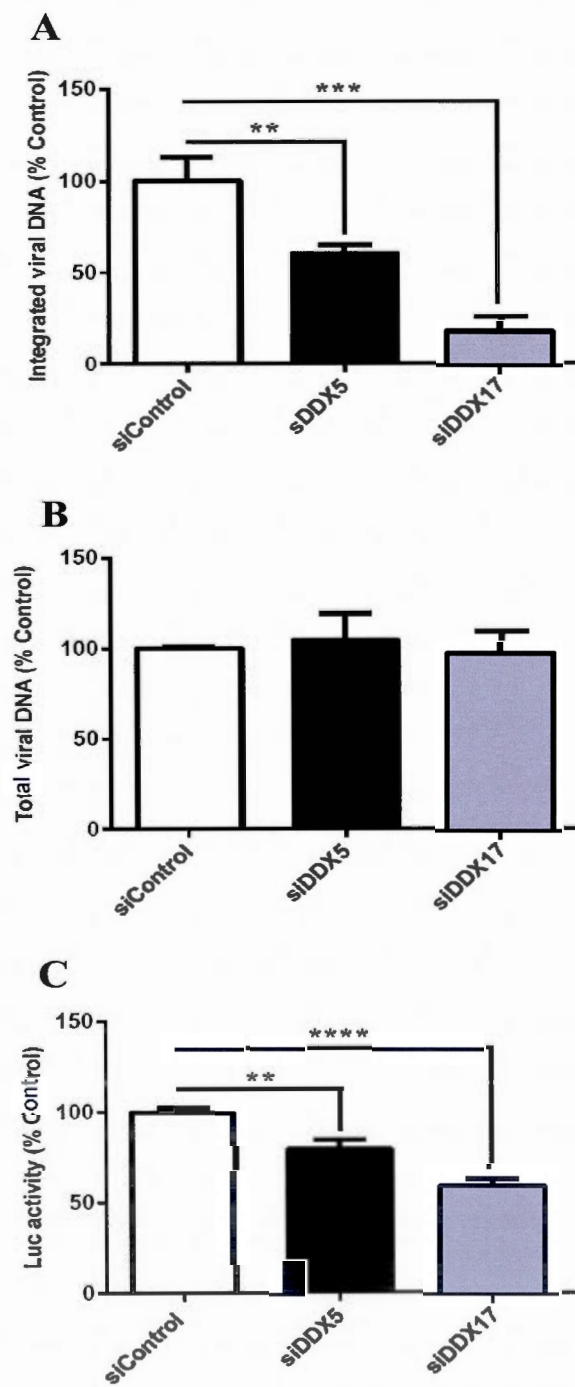 A
Integrated viral DNA (% Control)
150
100
50
0
***
**
siControl
sDDX5
siDDX17
B
Total viral DNA (% Control)
150
100
50
0
siControl
siDDX5
siDDX17
C
Luc activity (% Control)
150
100
50
0
****
**
siControl
siDDX5
siDDX17